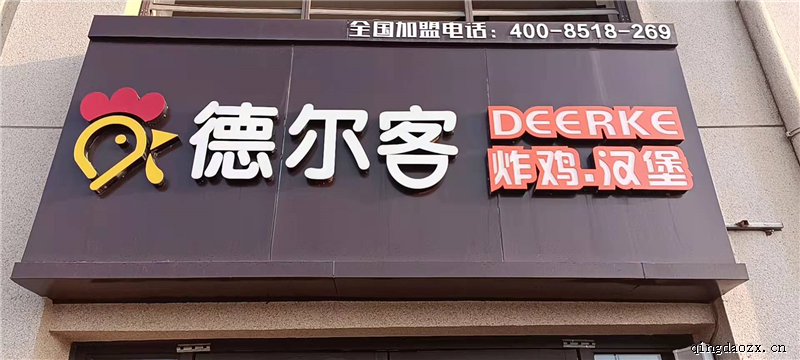 全国加盟电话：400-8518-269
德尔客
DEERKE
炸鸡·汉堡
qingdaozx.cn